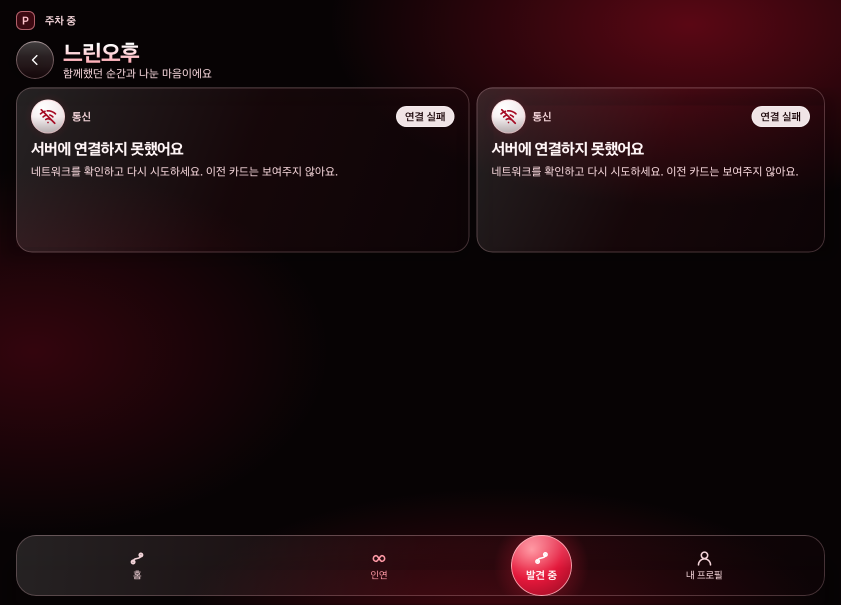 P 주차 중
느린오후
함께했던 순간과 나눈 마음이에요
통신 연결 실패
서버에 연결하지 못했어요
네트워크를 확인하고 다시 시도하세요. 이전 카드는 보여주지 않아요.
통신 연결 실패
서버에 연결하지 못했어요
네트워크를 확인하고 다시 시도하세요. 이전 카드는 보여주지 않아요.
홈 인연 발견 중 내 프로필